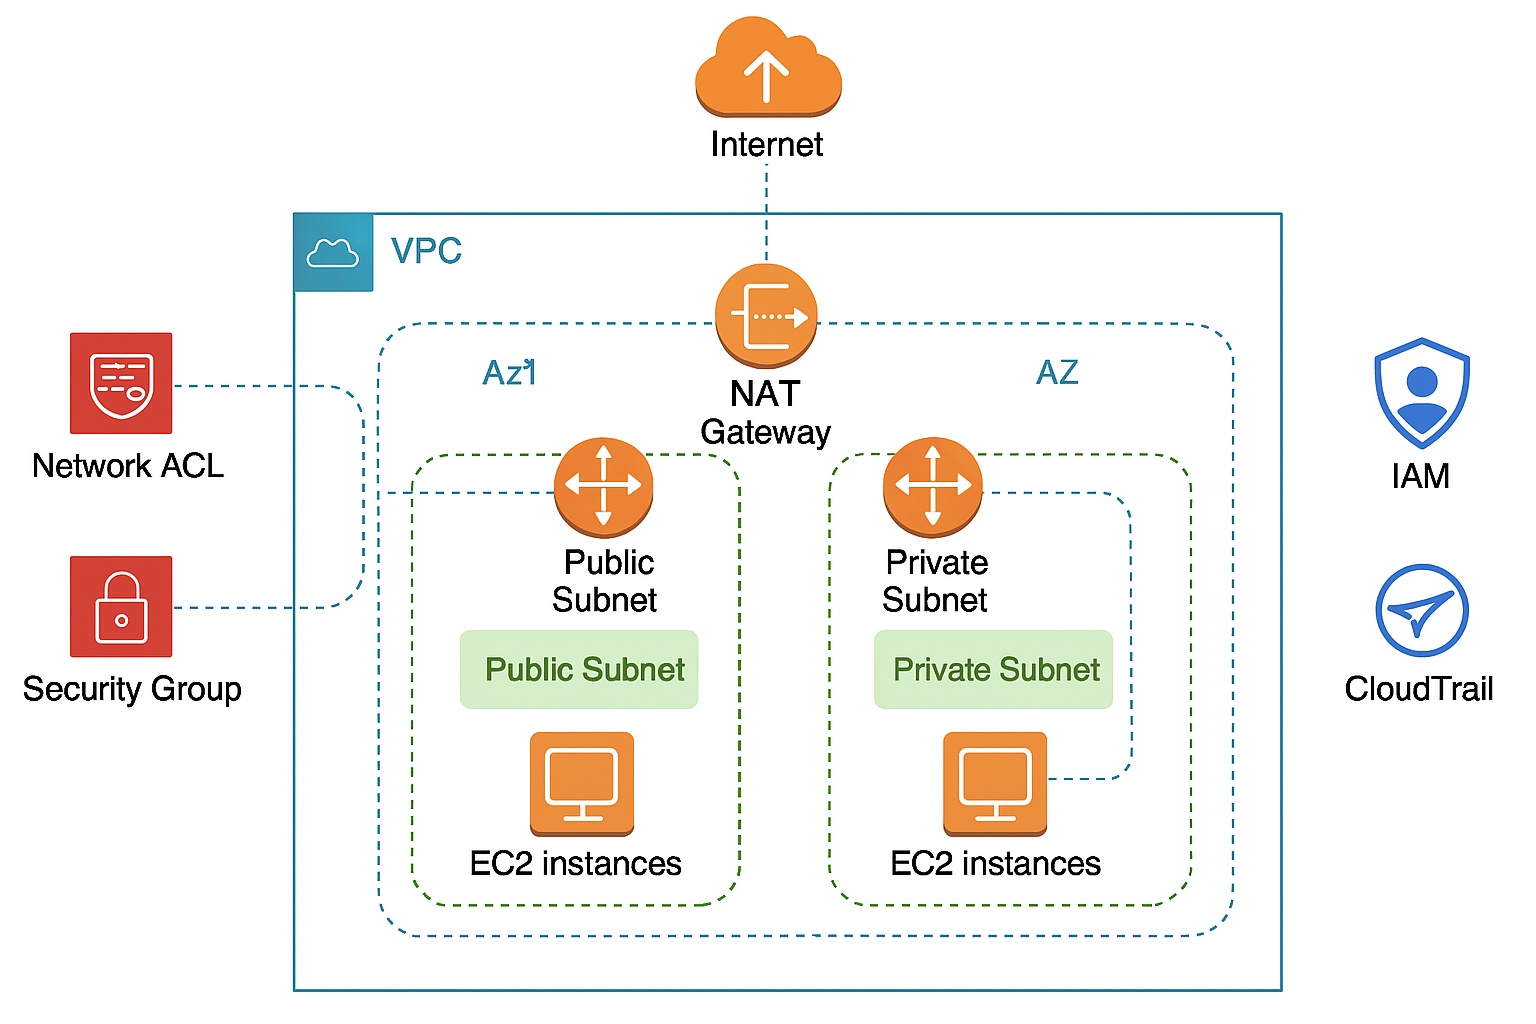 Internet
VPC
AZ
NAT
Gateway
Network ACL
IAM
Public
Subnet
Private
Subnet
Public Subnet
Private Subnet
Security Group
CloudTrail
EC2 instances
EC2 instances